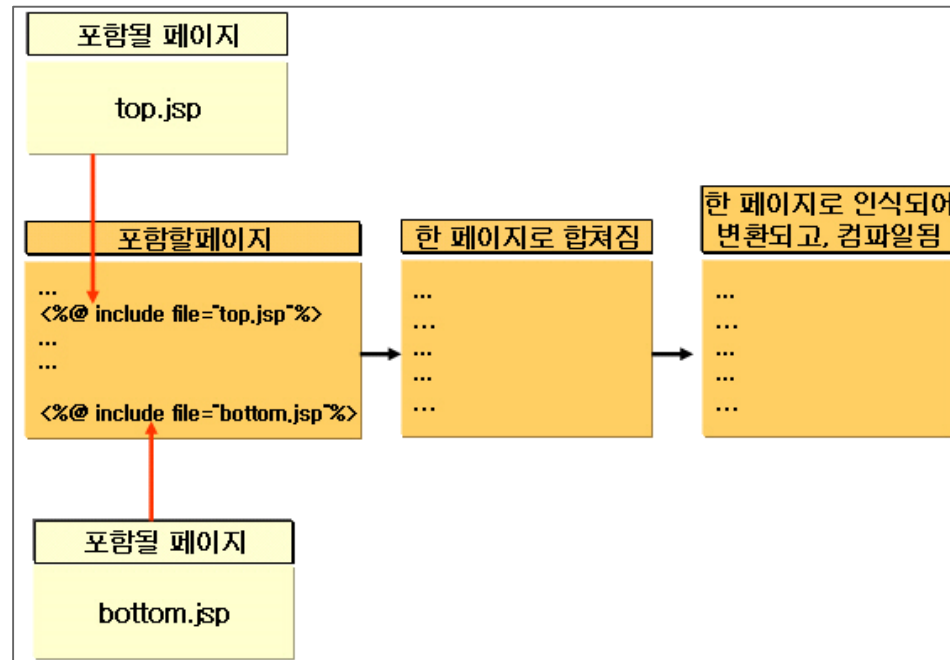 포함될 페이지
top.jsp
포함할페이지
...
<%@ include file="top.jsp"%>
...
...
<%@ include file="bottom.jsp"%>
한 페이지로 합쳐짐
...
...
...
...
...
한 페이지로 인식되어
변환되고, 컴파일됨
...
...
...
...
...
포함될 페이지
bottom.jsp